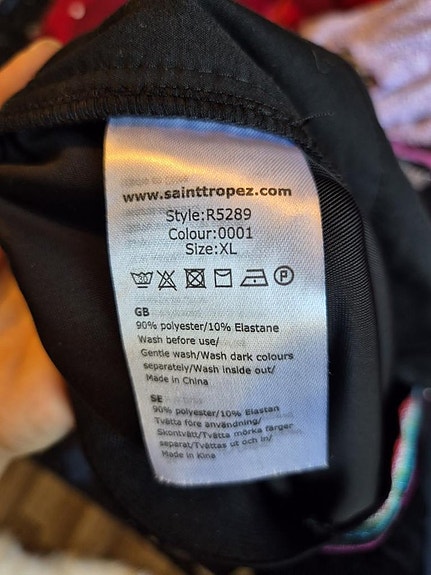 www.sainttropez.com
Style:R5289
Colour:0001
Size:XL
P
GB
90% polyester/10% Elastane
Wash before use/
Gentle wash/Wash dark colours
separately/Wash inside out/
Made in China
SE
90% polyester/10% Elastan
Tvätta före användning/
Skontvätt/Tvätta mörka färger
separat/Tvättas ut och in/
Made in Kina